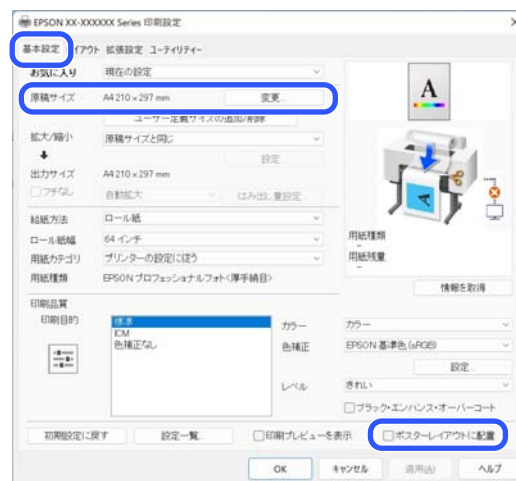 EPSON XX-XXXXXX Series 印刷設定
基本設定 レイアウト 拡張設定 ユーティリティー
お気に入り 現在の設定
原稿サイズ A4 210 x 297 mm 変更...
ユーザー定義サイズの追加/削除
拡大/縮小 原稿サイズと同じ
設定
出力サイズ A4 210 x 297 mm
フチなし 自動拡大 はみ出し量設定
給紙方法 ロール紙
ロール紙幅 64 インチ
用紙カテゴリ プリンターの設定に従う
用紙種類 EPSON プロフェッショナルフォト<厚手絹目>
A
用紙種類
–
用紙残量
–
情報を取得
印刷品質
印刷目的 標準
ICM
色補正なし
カラー カラー
色補正 EPSON 基準色 (sRGB)
設定...
レベル きれい
ブラック・エンハンス・オーバーコート
初期設定に戻す 設定一覧... 印刷プレビューを表示 ポスターレイアウトに配置
OK キャンセル 適用(A) ヘルプ